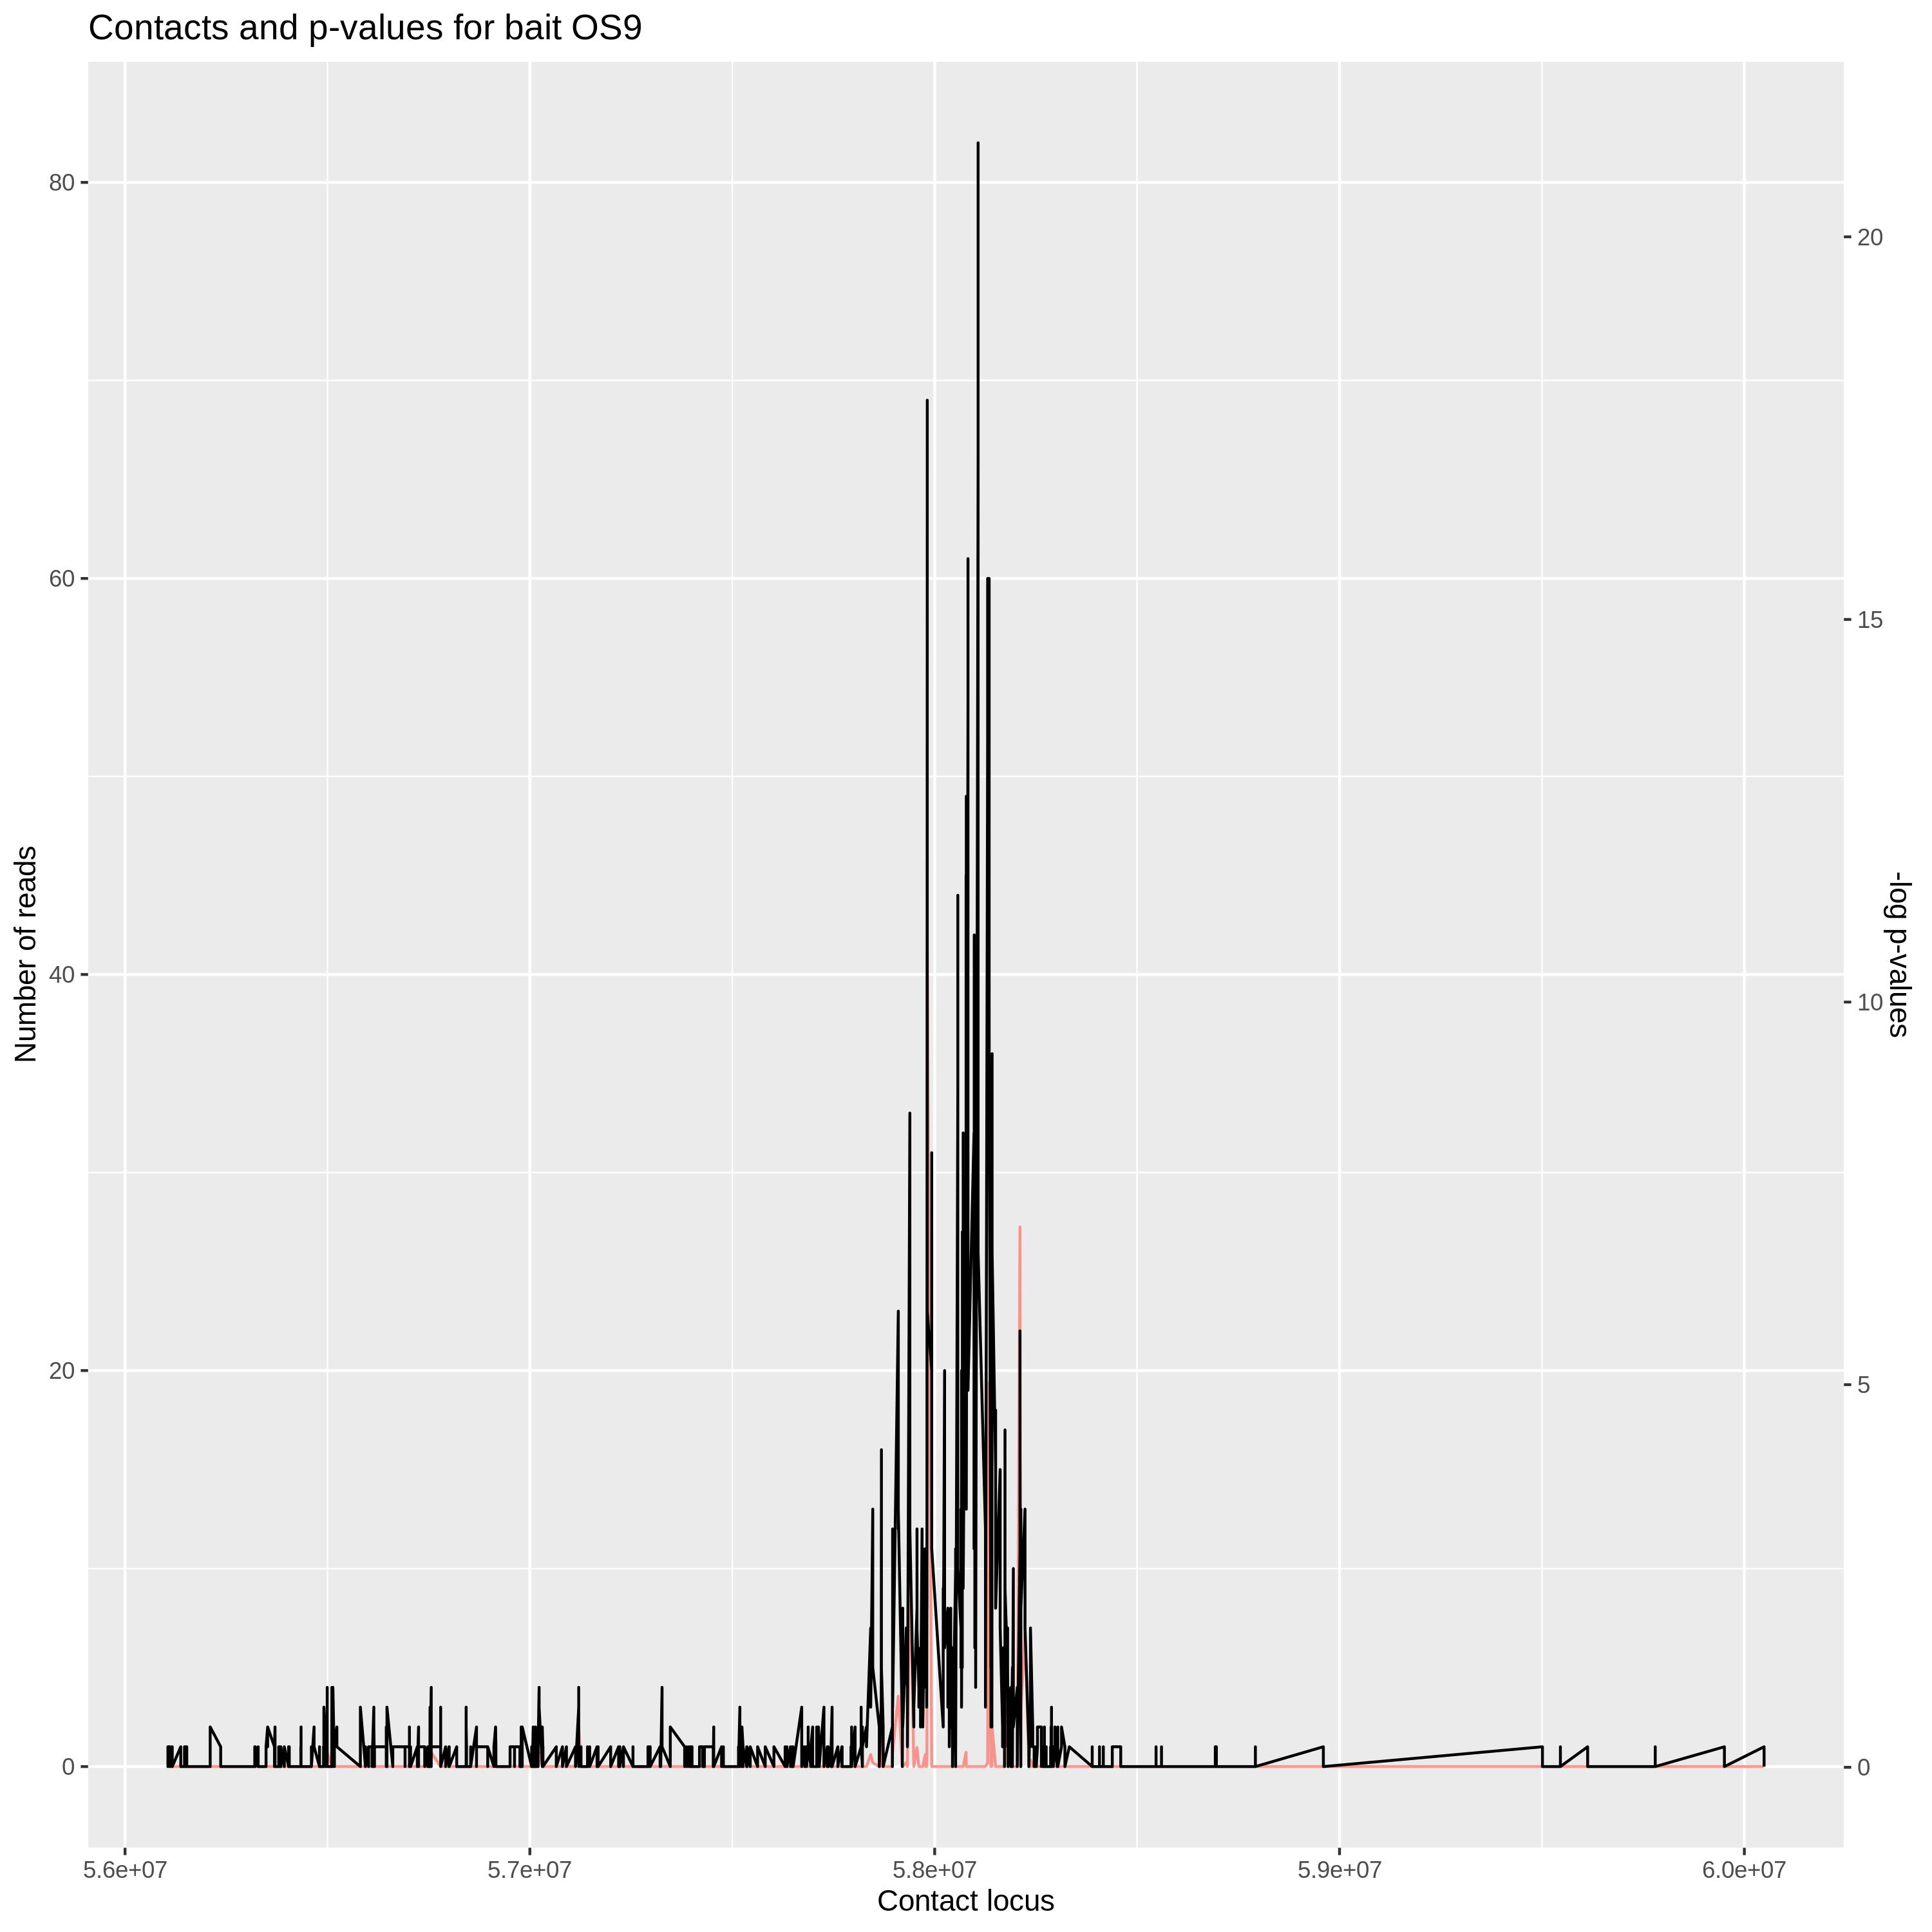 Contacts and p-values for bait OS9
80
60
40
20
0
Number of reads
20
15
10
5
0
-log p-values
5.6e+07
5.7e+07
5.8e+07
5.9e+07
6.0e+07
Contact locus